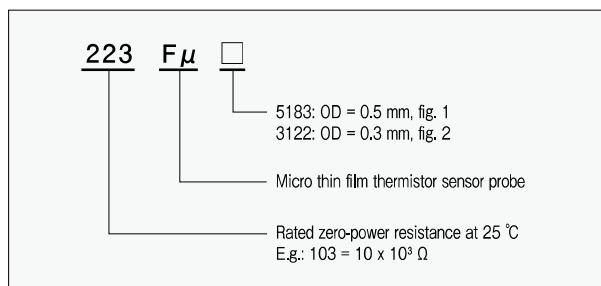 223 Fμ □
5183: OD = 0.5 mm, fig. 1
3122: OD = 0.3 mm, fig. 2
Micro thin film thermistor sensor probe
Rated zero-power resistance at 25 ℃
E.g.: 103 = 10 x 10³ Ω